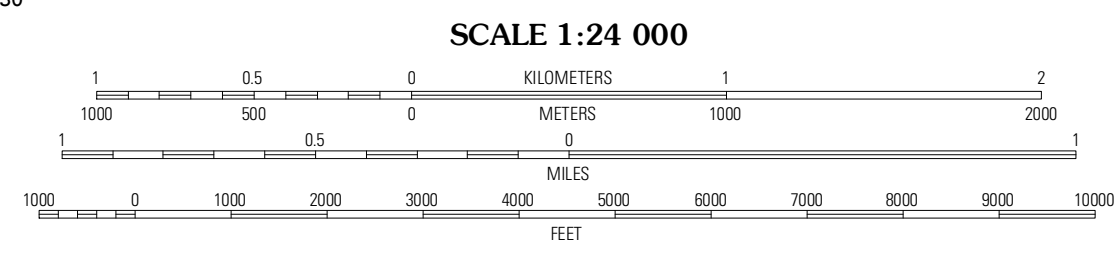 SCALE 1:24 000
1 0.5 0 KILOMETERS 1 2
1000 500 0 METERS 1000 2000
1 0.5 0 1
MILES
1000 0 1000 2000 3000 4000 5000 6000 7000 8000 9000 10000
FEET